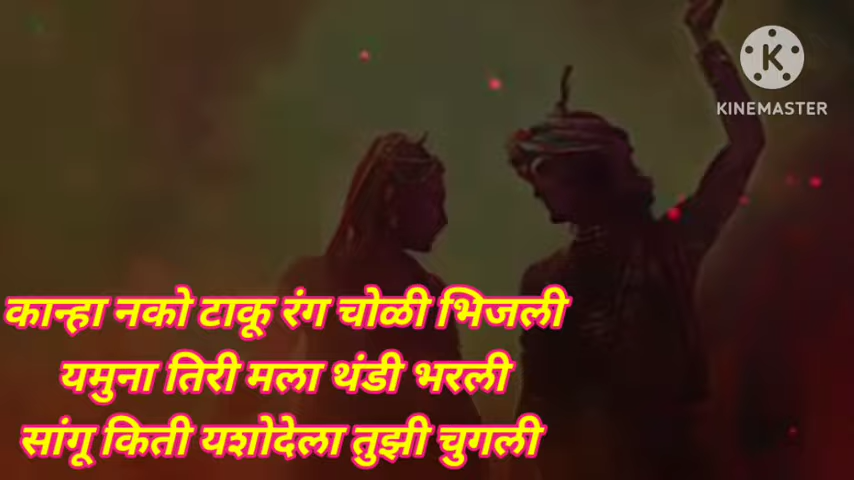 KINEMASTER
कान्हा नको टाकू रंग चोळी भिजली
यमुना तिरी मला थंडी भरली
सांगू किती यशोदेला तुझी चुगली